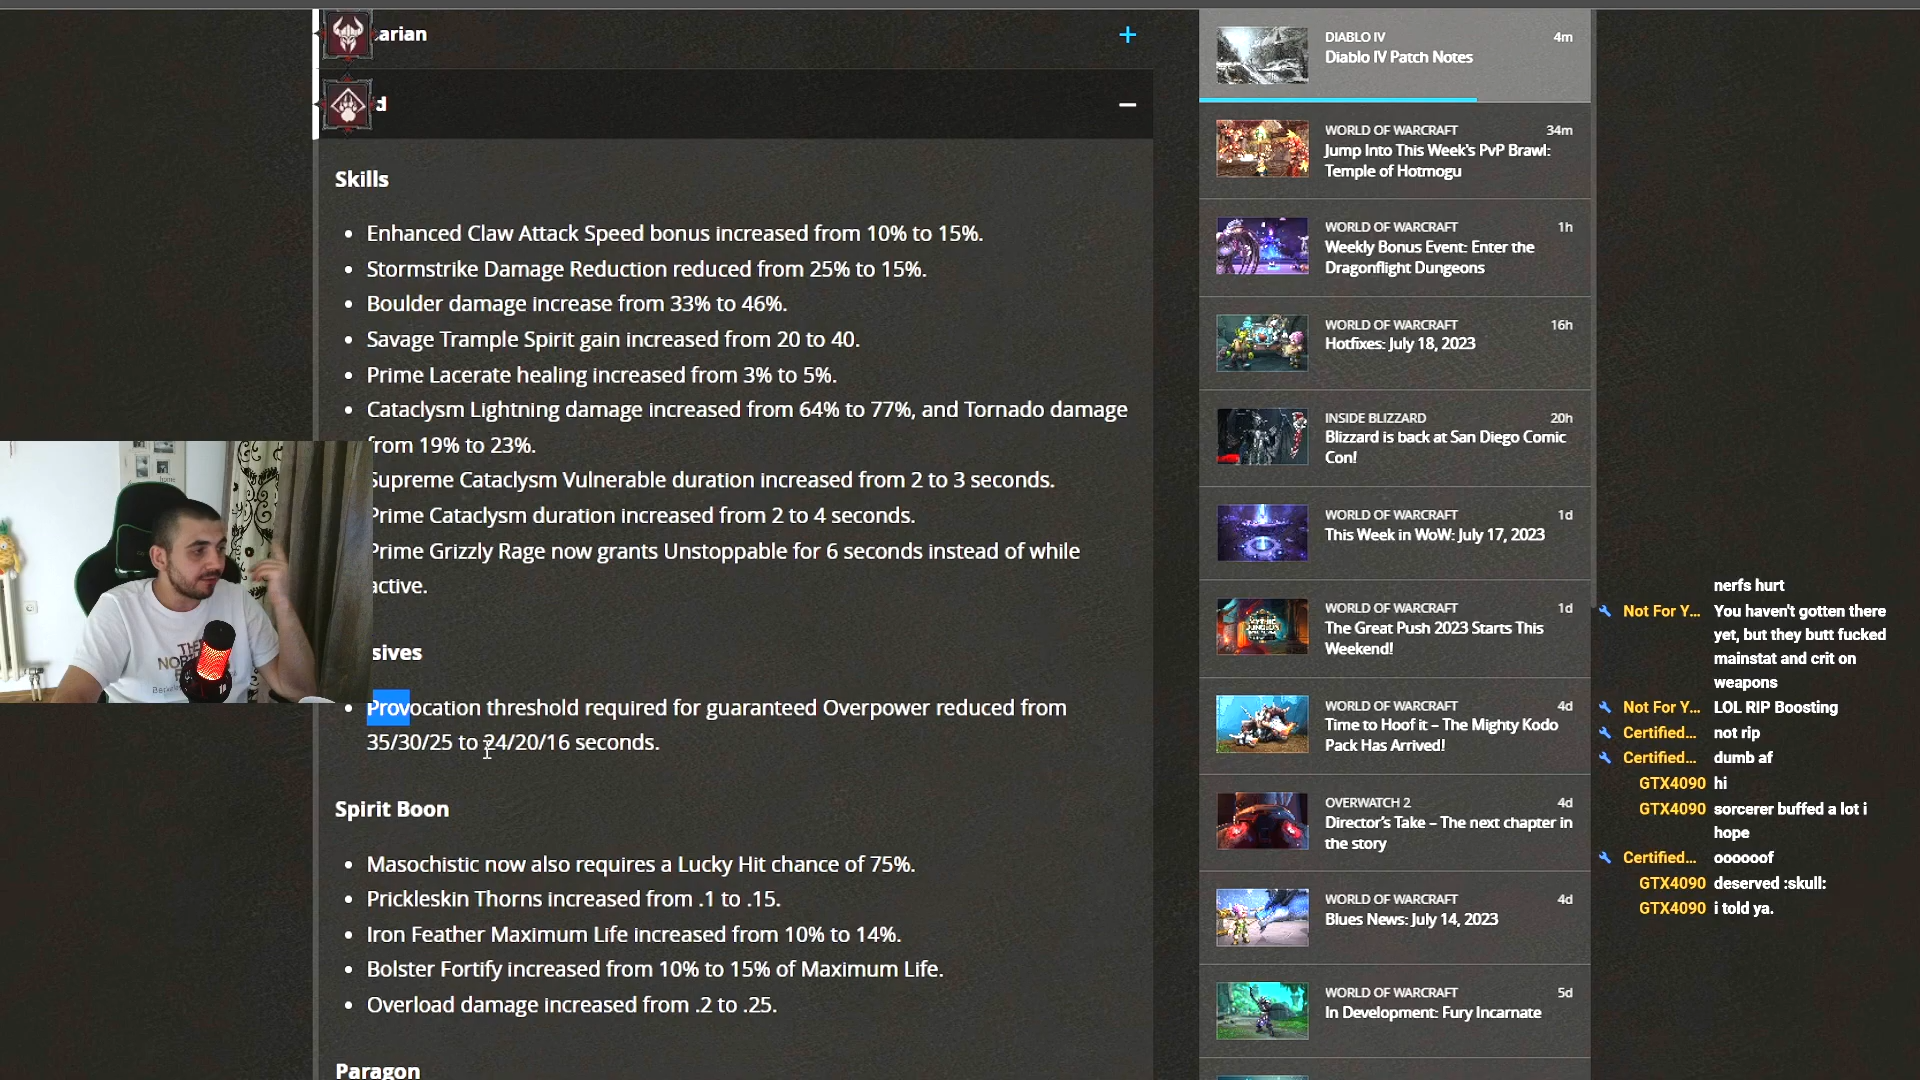 arian
d
Skills
Enhanced Claw Attack Speed bonus increased from 10% to 15%.
Stormstrike Damage Reduction reduced from 25% to 15%.
Boulder damage increase from 33% to 46%.
Savage Trample Spirit gain increased from 20 to 40.
Prime Lacerate healing increased from 3% to 5%.
Cataclysm Lightning damage increased from 64% to 77%, and Tornado damage
from 19% to 23%.
Supreme Cataclysm Vulnerable duration increased from 2 to 3 seconds.
Prime Cataclysm duration increased from 2 to 4 seconds.
Prime Grizzly Rage now grants Unstoppable for 6 seconds instead of while
active.
sives
Provocation threshold required for guaranteed Overpower reduced from
35/30/25 to 24/20/16 seconds.
Spirit Boon
Masochistic now also requires a Lucky Hit chance of 75%.
Prickleskin Thorns increased from .1 to .15.
Iron Feather Maximum Life increased from 10% to 14%.
Bolster Fortify increased from 10% to 15% of Maximum Life.
Overload damage increased from .2 to .25.
Paragon
DIABLO IV 4m
Diablo IV Patch Notes
WORLD OF WARCRAFT 34m
Jump Into This Week's PvP Brawl:
Temple of Hotmogu
WORLD OF WARCRAFT 1h
Weekly Bonus Event: Enter the
Dragonflight Dungeons
WORLD OF WARCRAFT 16h
Hotfixes: July 18, 2023
INSIDE BLIZZARD 20h
Blizzard is back at San Diego Comic
Con!
WORLD OF WARCRAFT 1d
This Week in WoW: July 17, 2023
WORLD OF WARCRAFT 1d
The Great Push 2023 Starts This
Weekend!
WORLD OF WARCRAFT 4d
Time to Hoof it – The Mighty Kodo
Pack Has Arrived!
OVERWATCH 2 4d
Director's Take – The next chapter in
the story
WORLD OF WARCRAFT 4d
Blues News: July 14, 2023
WORLD OF WARCRAFT 5d
In Development: Fury Incarnate
nerfs hurt
Not For Y... You haven't gotten there
yet, but they butt fucked
mainstat and crit on
weapons
Not For Y... LOL RIP Boosting
Certified... not rip
Certified... dumb af
GTX4090 hi
GTX4090 sorcerer buffed a lot i
hope
Certified... oooooof
GTX4090 deserved :skull:
GTX4090 i told ya.